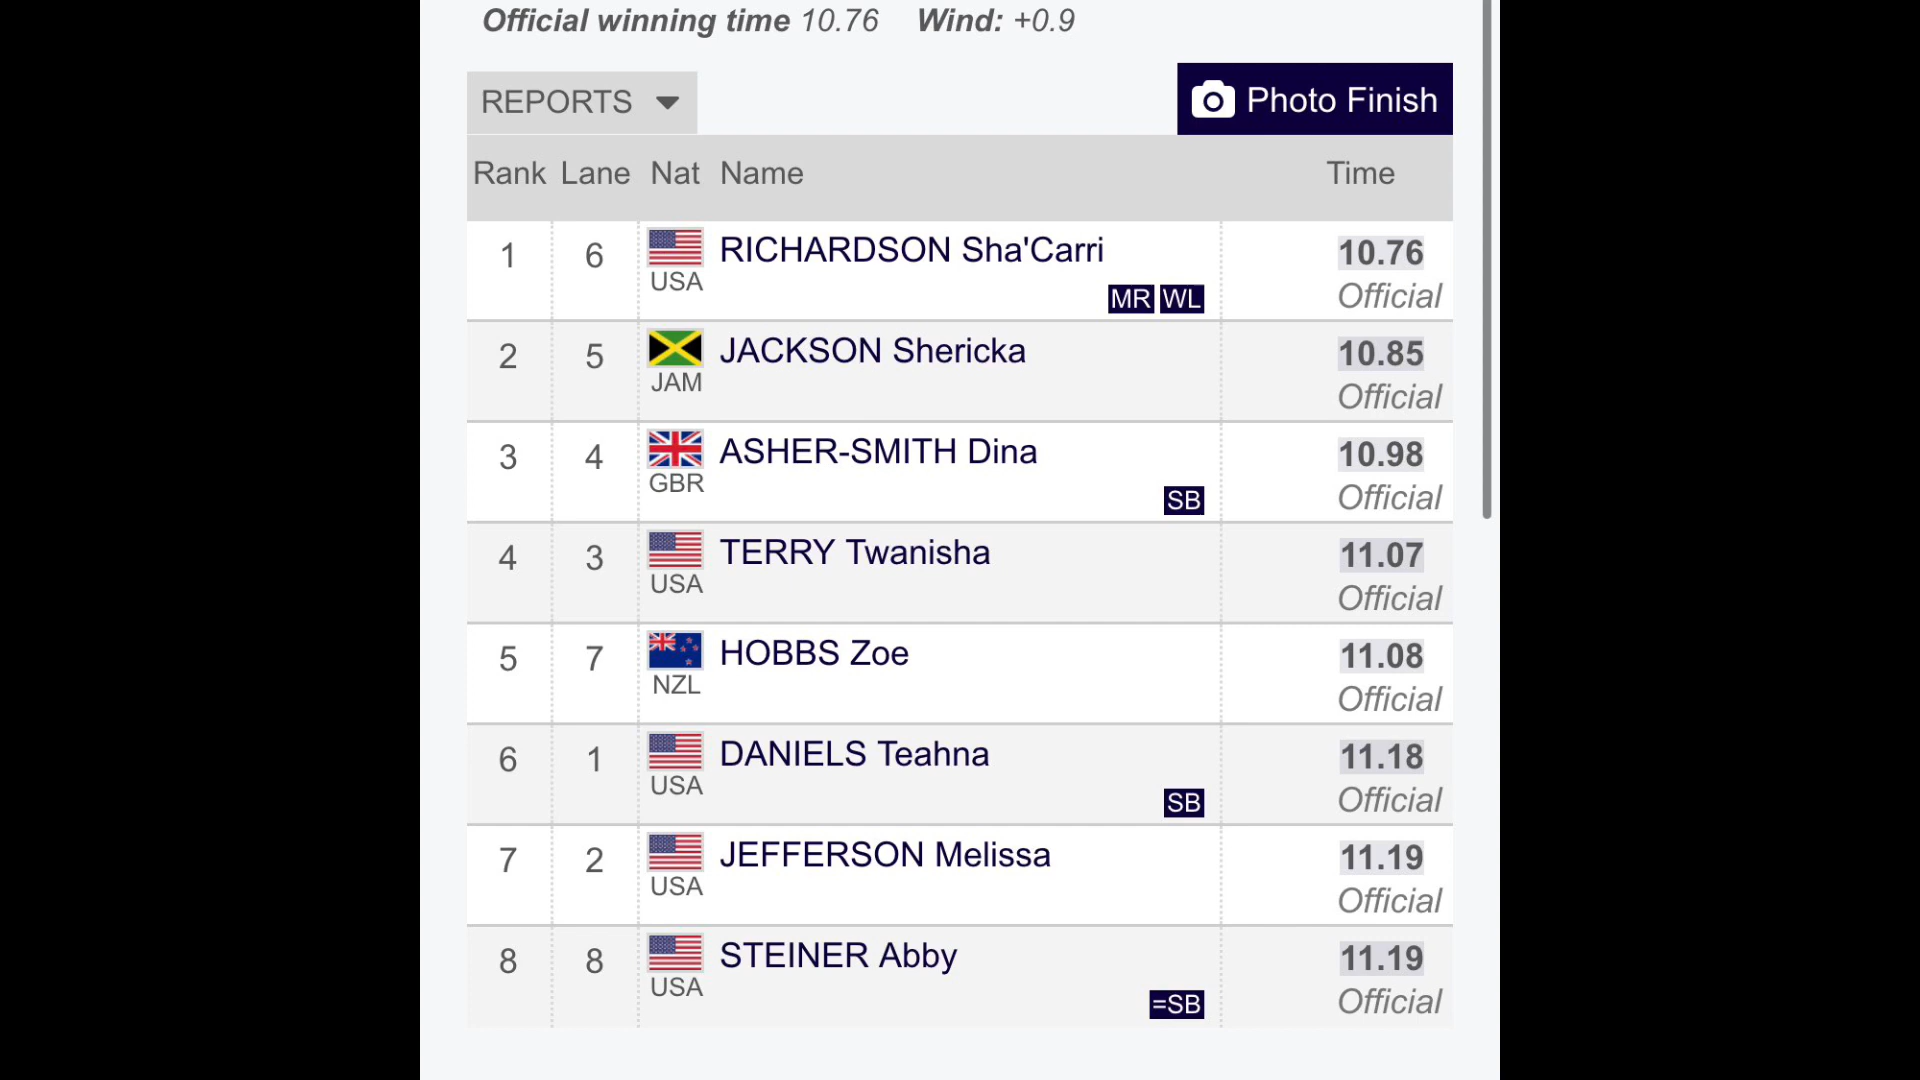 Official winning time 10.76 Wind: +0.9
REPORTS
Photo Finish
Rank Lane Nat Name Time
1 6 USA RICHARDSON Sha'Carri MR WL 10.76 Official
2 5 JAM JACKSON Shericka 10.85 Official
3 4 GBR ASHER-SMITH Dina SB 10.98 Official
4 3 USA TERRY Twanisha 11.07 Official
5 7 NZL HOBBS Zoe 11.08 Official
6 1 USA DANIELS Teahna SB 11.18 Official
7 2 USA JEFFERSON Melissa 11.19 Official
8 8 USA STEINER Abby =SB 11.19 Official